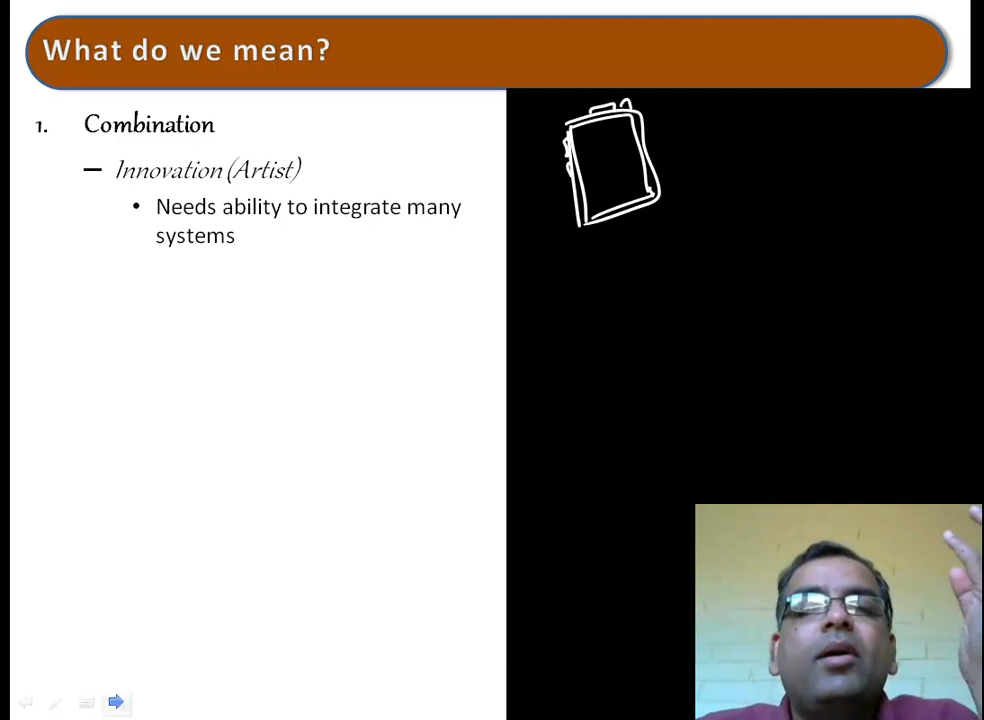 What do we mean?
1. Combination
– Innovation (Artist)
• Needs ability to integrate many
systems